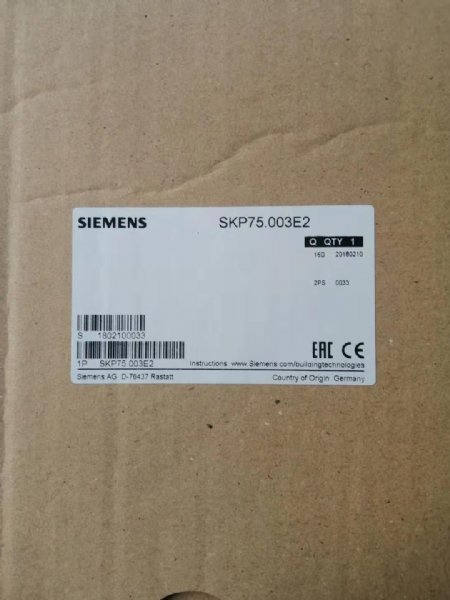 SIEMENS SKP75.003E2
Q QTY 1
16D 20180210
2PS 0033
S 1802100033
1P SKP75.003E2
EAC CE
Instructions www.Siemens.com/buildingtechnologies
Siemens AG D-76437 Rastatt Country of Origin Germany